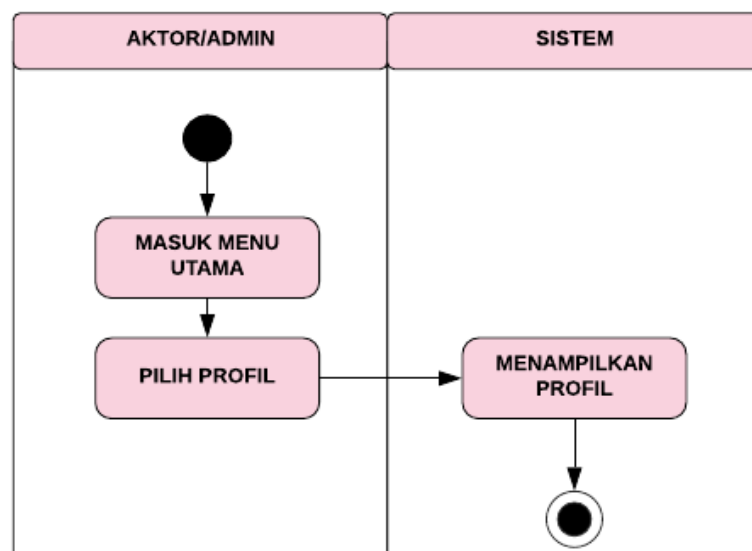 AKTOR/ADMIN
SISTEM
MASUK MENU
UTAMA
PILIH PROFIL
MENAMPILKAN
PROFIL